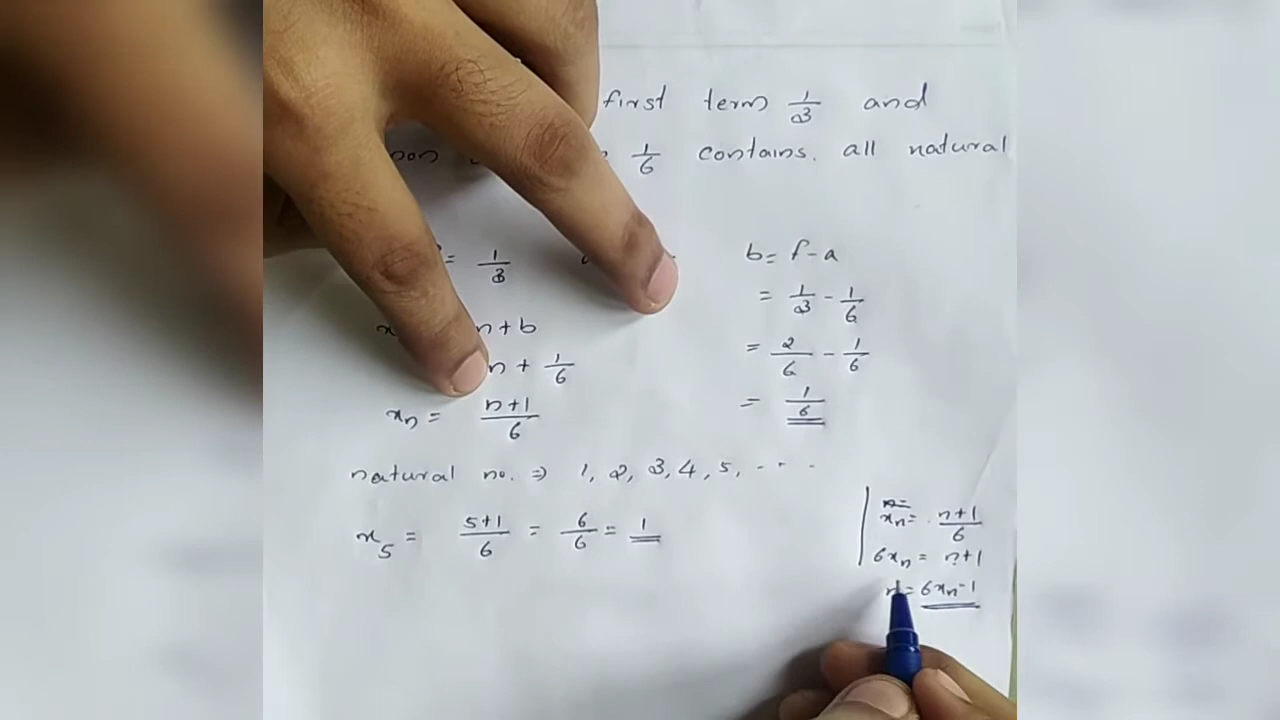 first term 1/3 and
1/6 contains. all natural
= 1/3
b = f - a
= 1/3 - 1/6
n + b
= 2/6 - 1/6
n + 1/6
= 1/6
xn = n+1/6
natural no. ⇒ 1, 2, 3, 4, 5, ....
xn = n+1/6
x5 = 5+1/6 = 6/6 = 1
6xn = n+1
n = 6xn-1